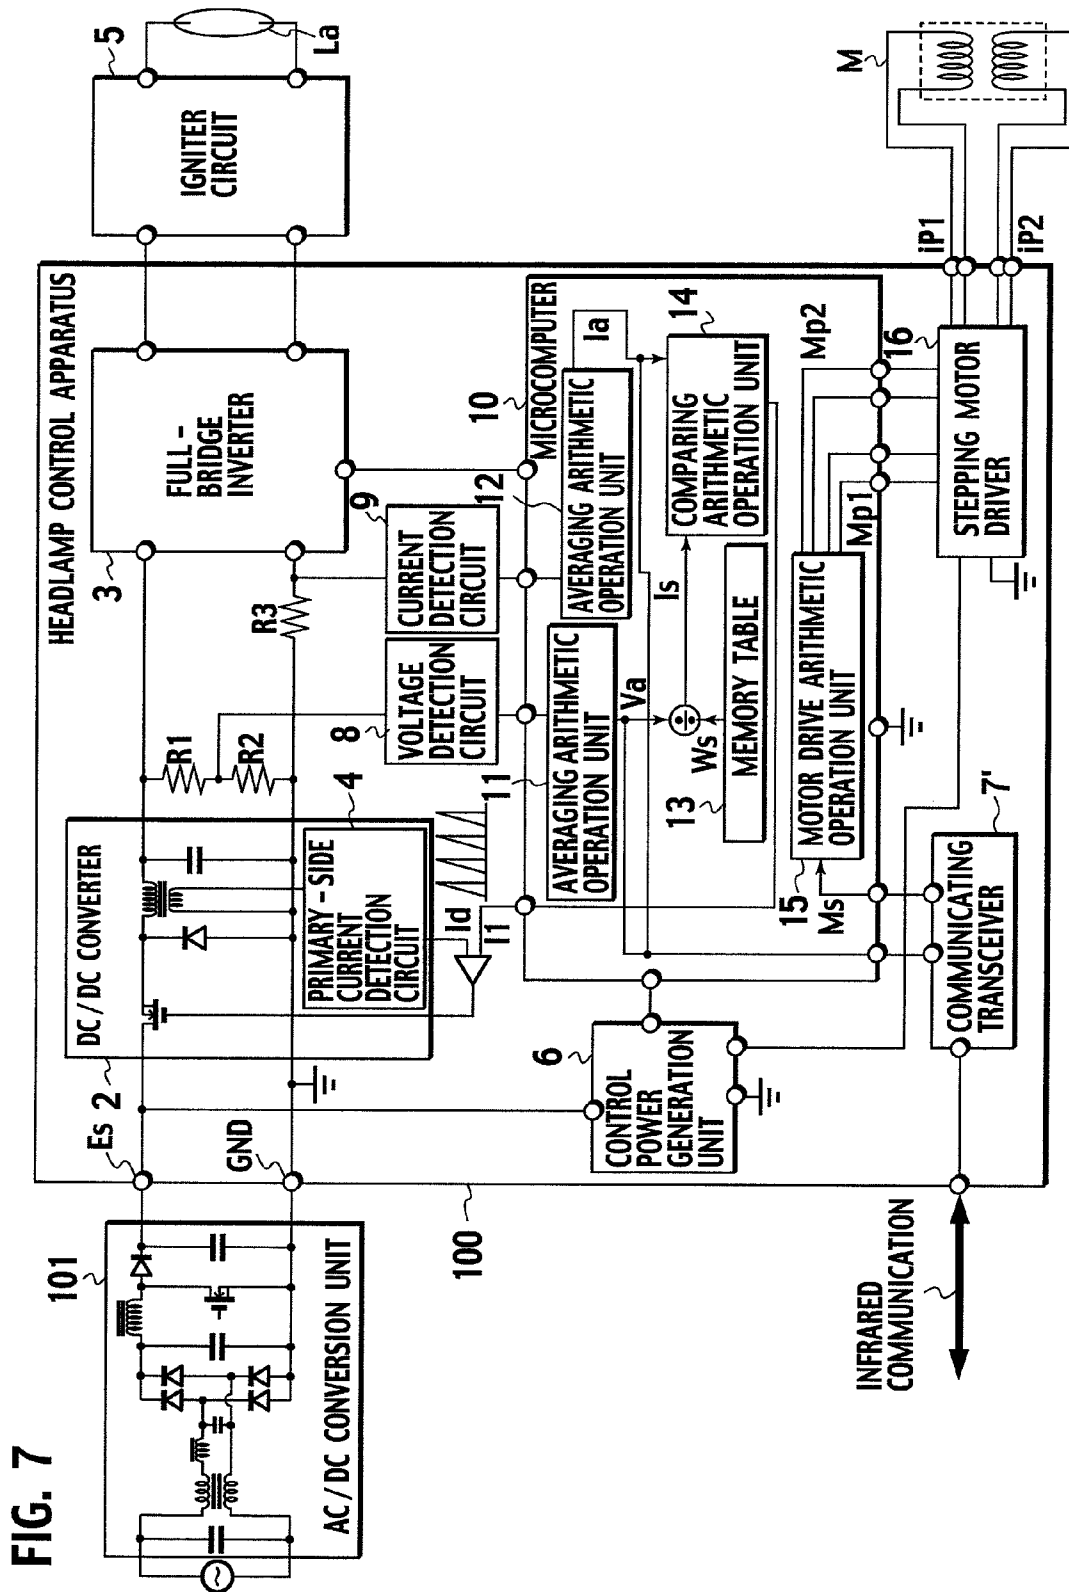 FIG. 7
101
AC/DC CONVERSION UNIT
Es
GND
100
HEADLAMP CONTROL APPARATUS
2
DC/DC CONVERTER
PRIMARY-SIDE
CURRENT
DETECTION
CIRCUIT
4
Id
I1
R1
R2
R3
3
FULL-
BRIDGE
INVERTER
5
IGNITER
CIRCUIT
La
8
VOLTAGE
DETECTION
CIRCUIT
9
CURRENT
DETECTION
CIRCUIT
6
CONTROL
POWER
GENERATION
UNIT
10
MICROCOMPUTER
11
AVERAGING ARITHMETIC
OPERATION UNIT
12
AVERAGING ARITHMETIC
OPERATION UNIT
Ia
Va
Ws
Is
13
MEMORY TABLE
14
COMPARING
ARITHMETIC
OPERATION UNIT
15
MOTOR DRIVE ARITHMETIC
OPERATION UNIT
Ms
Mp1
Mp2
16
STEPPING MOTOR
DRIVER
iP1
iP2
M
7'
COMMUNICATING
TRANSCEIVER
INFRARED
COMMUNICATION